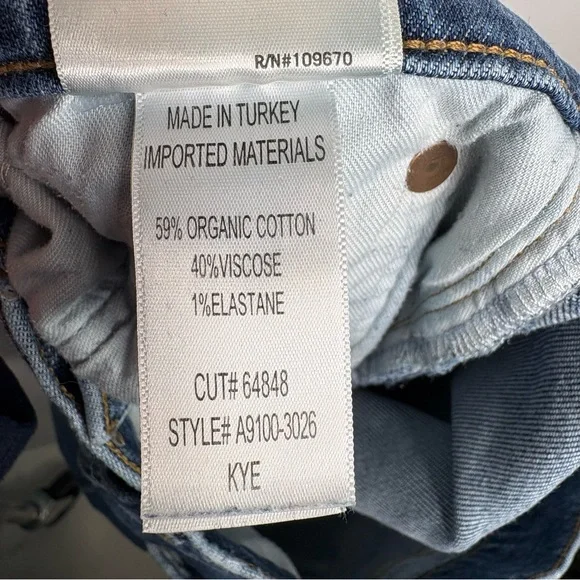 R/N#109670
MADE IN TURKEY
IMPORTED MATERIALS
59% ORGANIC COTTON
40%VISCOSE
1%ELASTANE
CUT# 64848
STYLE# A9100-3026
KYE